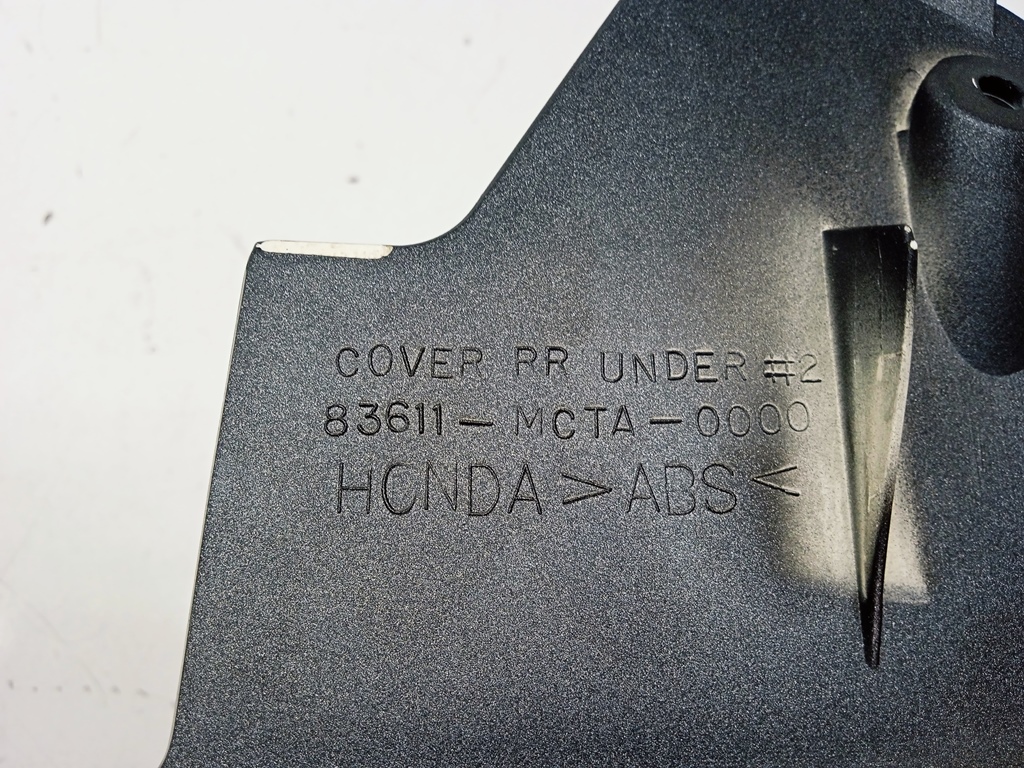 COVER RR UNDER #2
83611-MCTA-0000
HONDA >ABS<